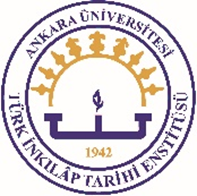 ANKARA ÜNİVERSİTESİ
TÜRK İNKILÂP TARİHİ ENSTİTÜSÜ
1942